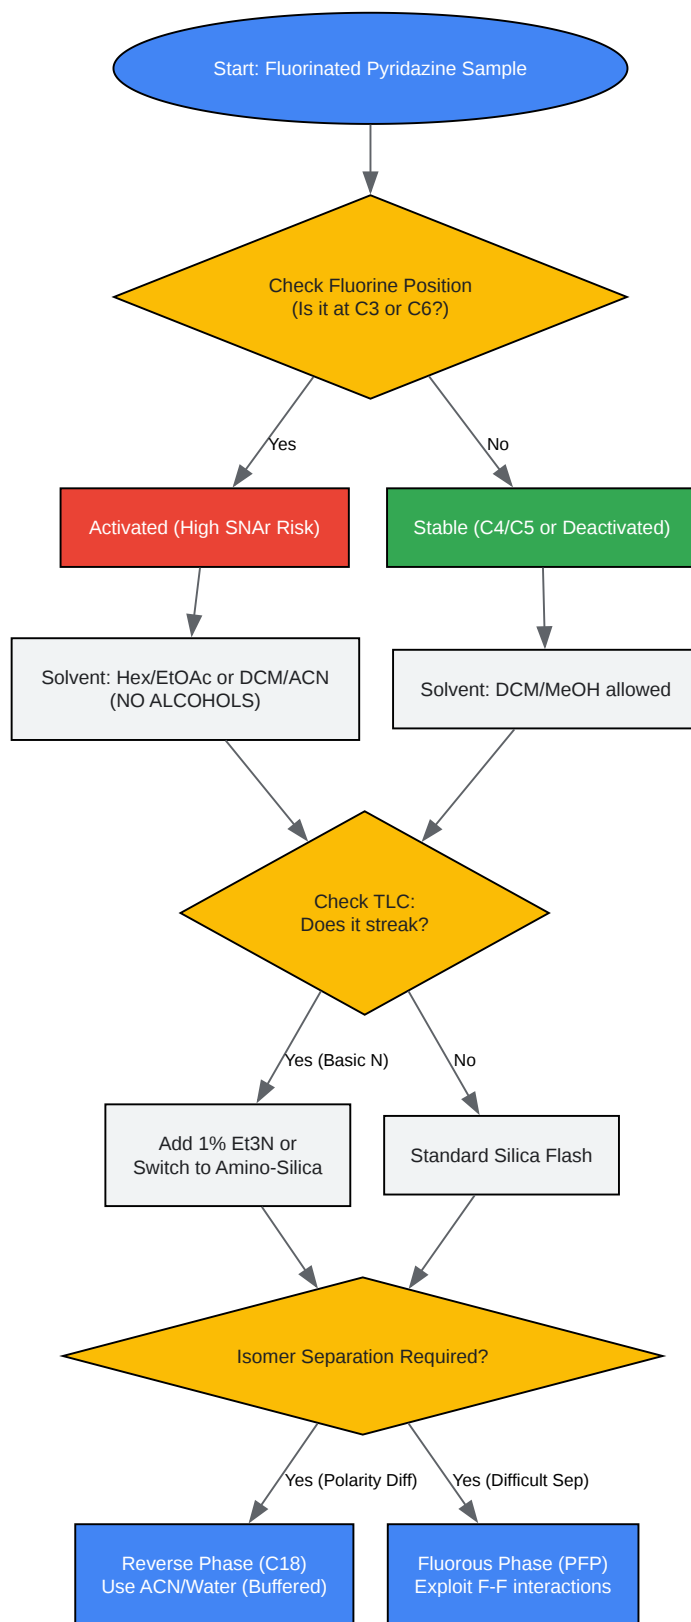 Start: Fluorinated Pyridazine Sample
Check Fluorine Position
(Is it at C3 or C6?)
Yes
No
Activated (High SNAr Risk)
Stable (C4/C5 or Deactivated)
Solvent: Hex/EtOAc or DCM/ACN
(NO ALCOHOLS)
Solvent: DCM/MeOH allowed
Check TLC:
Does it streak?
Yes (Basic N)
No
Add 1% Et3N or
Switch to Amino-Silica
Standard Silica Flash
Isomer Separation Required?
Yes (Polarity Diff)
Yes (Difficult Sep)
Reverse Phase (C18)
Use ACN/Water (Buffered)
Fluorous Phase (PFP)
Exploit F-F interactions